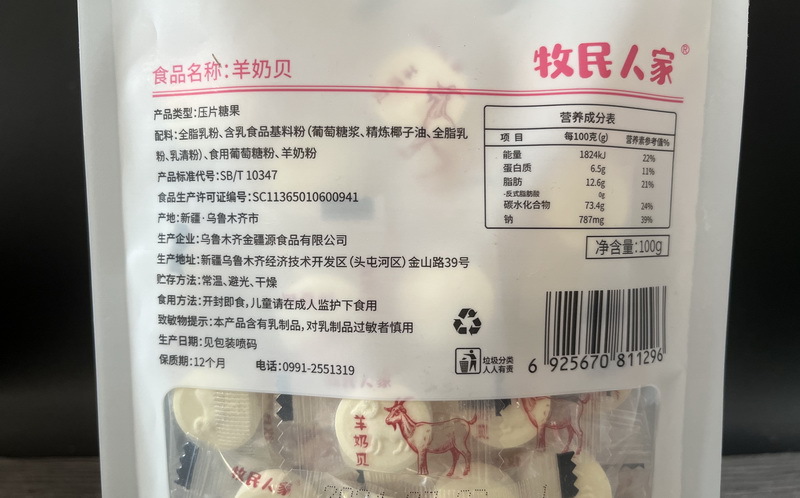 食品名称:羊奶贝
牧民人家®
产品类型:压片糖果
配料:全脂乳粉、含乳食品基料粉(葡萄糖浆、精炼椰子油、全脂乳
粉、乳清粉)、食用葡萄糖粉、羊奶粉
产品标准代号:SB/T 10347
食品生产许可证编号:SC11365010600941
产地:新疆·乌鲁木齐市
生产企业:乌鲁木齐金疆源食品有限公司
生产地址:新疆乌鲁木齐经济技术开发区(头屯河区)金山路39号
贮存方法:常温、避光、干燥
食用方法:开封即食,儿童请在成人监护下食用
致敏物提示:本产品含有乳制品,对乳制品过敏者慎用
生产日期:见包装喷码
保质期:12个月 电话:0991-2551319
营养成分表
项目 每100克(g) 营养素参考值%
能量 1824kJ 22%
蛋白质 6.5g 11%
脂肪 12.6g 21%
-反式脂肪酸 0g
碳水化合物 73.4g 24%
钠 787mg 39%
净含量:100g
垃圾分类
人人有责
6 925670 811296
牧民人家
羊奶贝
牧民人家